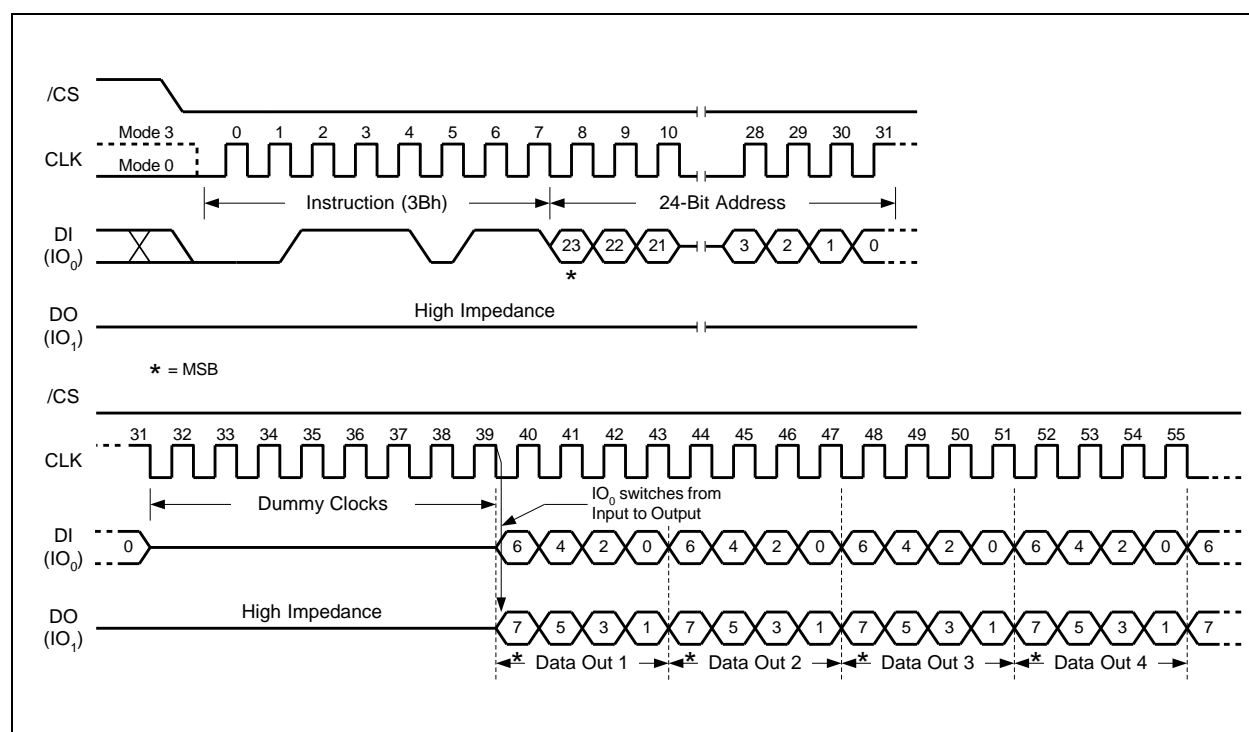 /CS
Mode 3
0 1 2 3 4 5 6 7 8 9 10 28 29 30 31
CLK
Mode 0
Instruction (3Bh)
24-Bit Address
DI
(IO0)
23 22 21 3 2 1 0
*
High Impedance
DO
(IO1)
* = MSB
/CS
31 32 33 34 35 36 37 38 39 40 41 42 43 44 45 46 47 48 49 50 51 52 53 54 55
CLK
Dummy Clocks
IO0 switches from
Input to Output
DI
(IO0)
0 6 4 2 0 6 4 2 0 6 4 2 0 6 4 2 0 6
High Impedance
DO
(IO1)
7 5 3 1 7 5 3 1 7 5 3 1 7 5 3 1 7
* Data Out 1 * Data Out 2 * Data Out 3 * Data Out 4